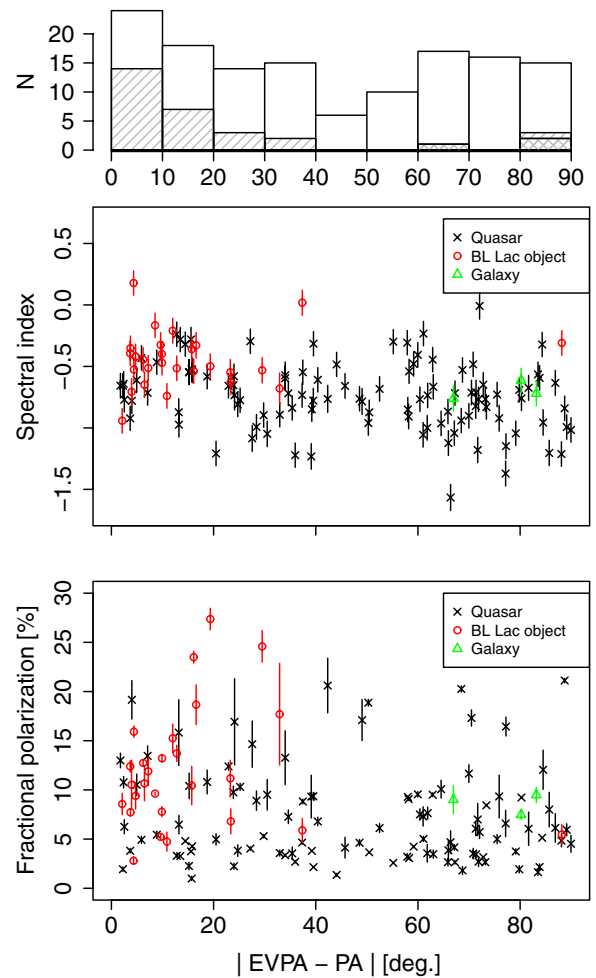 N
0 5 10 15 20
0 10 20 30 40 50 60 70 80 90
Spectral index
−1.5 −0.5 0.0 0.5
Quasar
BL Lac object
Galaxy
Fractional polarization [%]
0 5 10 15 20 25 30
Quasar
BL Lac object
Galaxy
0 20 40 60 80
| EVPA − PA | [deg.]